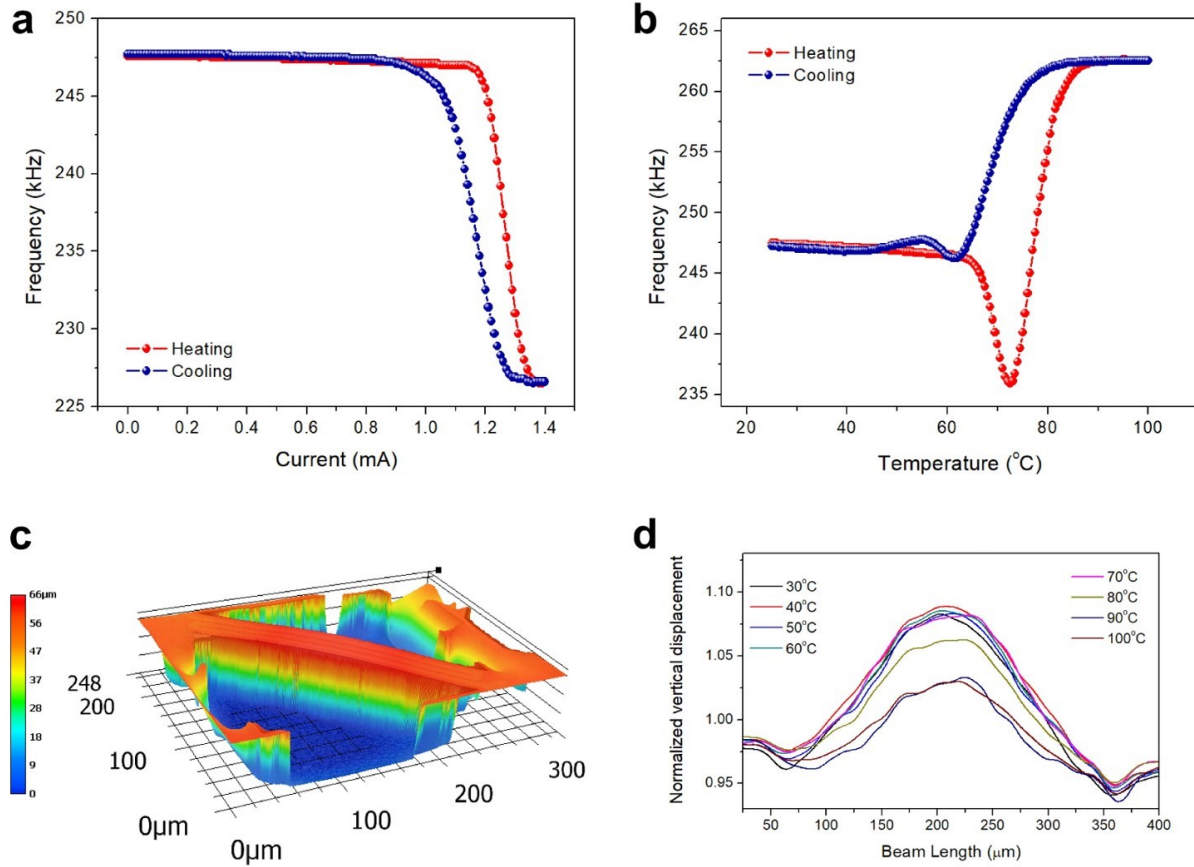 a
250
245
240
235
230
225
Frequency (kHz)
Heating
Cooling
0.0 0.2 0.4 0.6 0.8 1.0 1.2 1.4
Current (mA)
b
265
260
255
250
245
240
235
Frequency (kHz)
Heating
Cooling
20 40 60 80 100
Temperature (°C)
c
66µm
56
47
37
28
18
9
0
248
200
100
0µm
0µm
100
200
300
d
1.10
1.05
1.00
0.95
Normalized vertical displacement
30°C
40°C
50°C
60°C
70°C
80°C
90°C
100°C
50 100 150 200 250 300 350 400
Beam Length (µm)